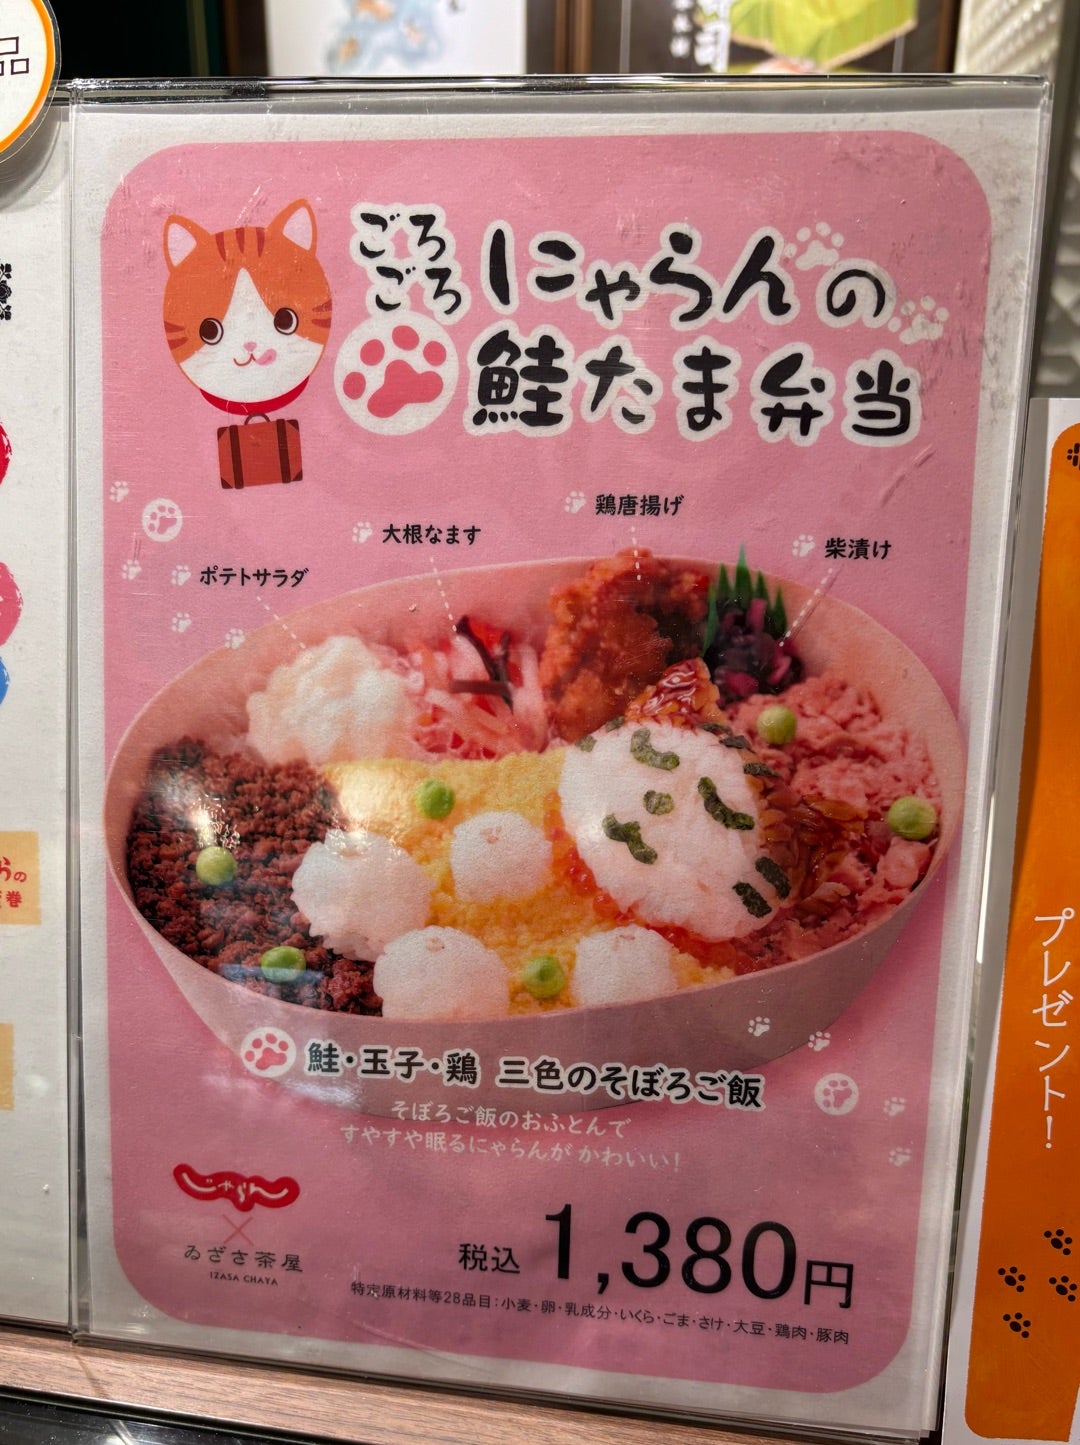 品
ごろ
ごろ
にゃらんの
鮭たま弁当
鶏唐揚げ
大根なます
柴漬け
ポテトサラダ
鮭・玉子・鶏 三色のそぼろご飯
そぼろご飯のおふとんで
すやすや眠るにゃらんがかわいい!
じゃらん
×
ゐざさ茶屋
IZASA CHAYA
税込 1,380円
特定原材料等28品目:小麦・卵・乳成分・いくら・ごま・さけ・大豆・鶏肉・豚肉
の
巻
プレゼント!